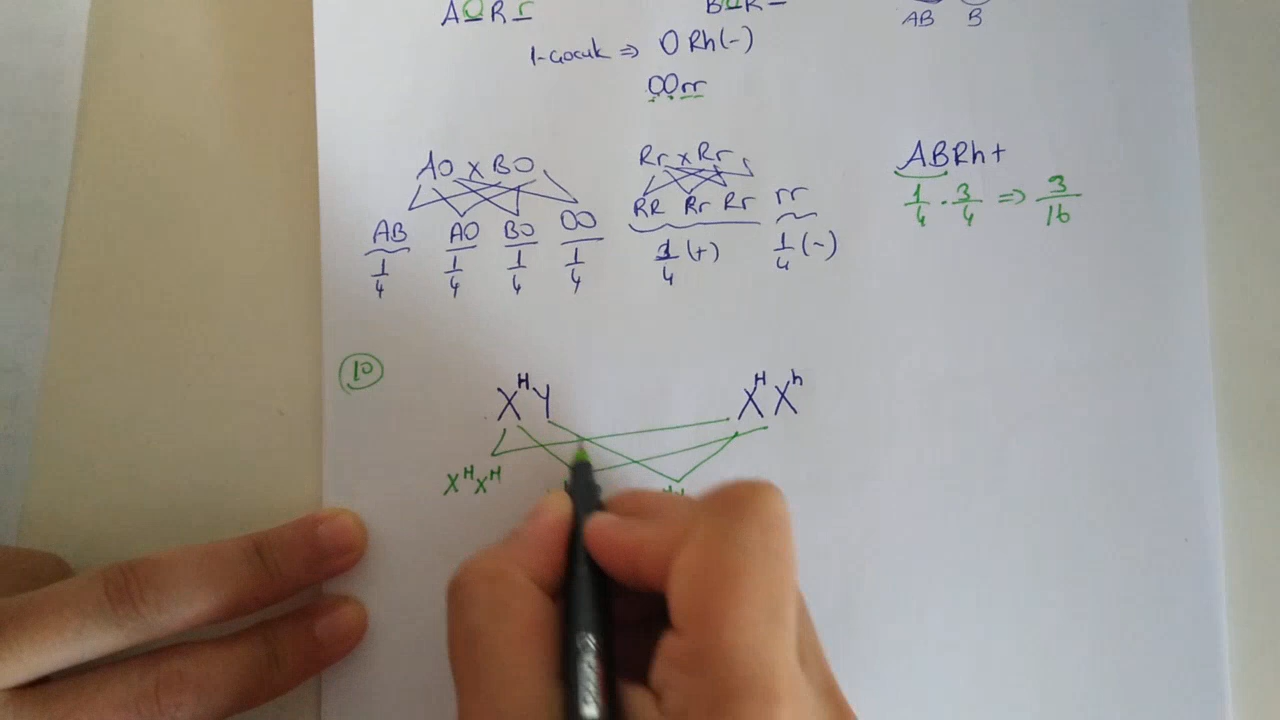 AORr BOR
AB B
1-çocuk ⇒ O Rh(-)
OOrr
AO x BO Rr x Rr ABRh+
1/4 . 3/4 ⇒ 3/16
AB AO BO OO RR Rr Rr rr
1/4 1/4 1/4 1/4 3/4 (+) 1/4 (-)
10
X^H Y X^H X^h
X^H X^H